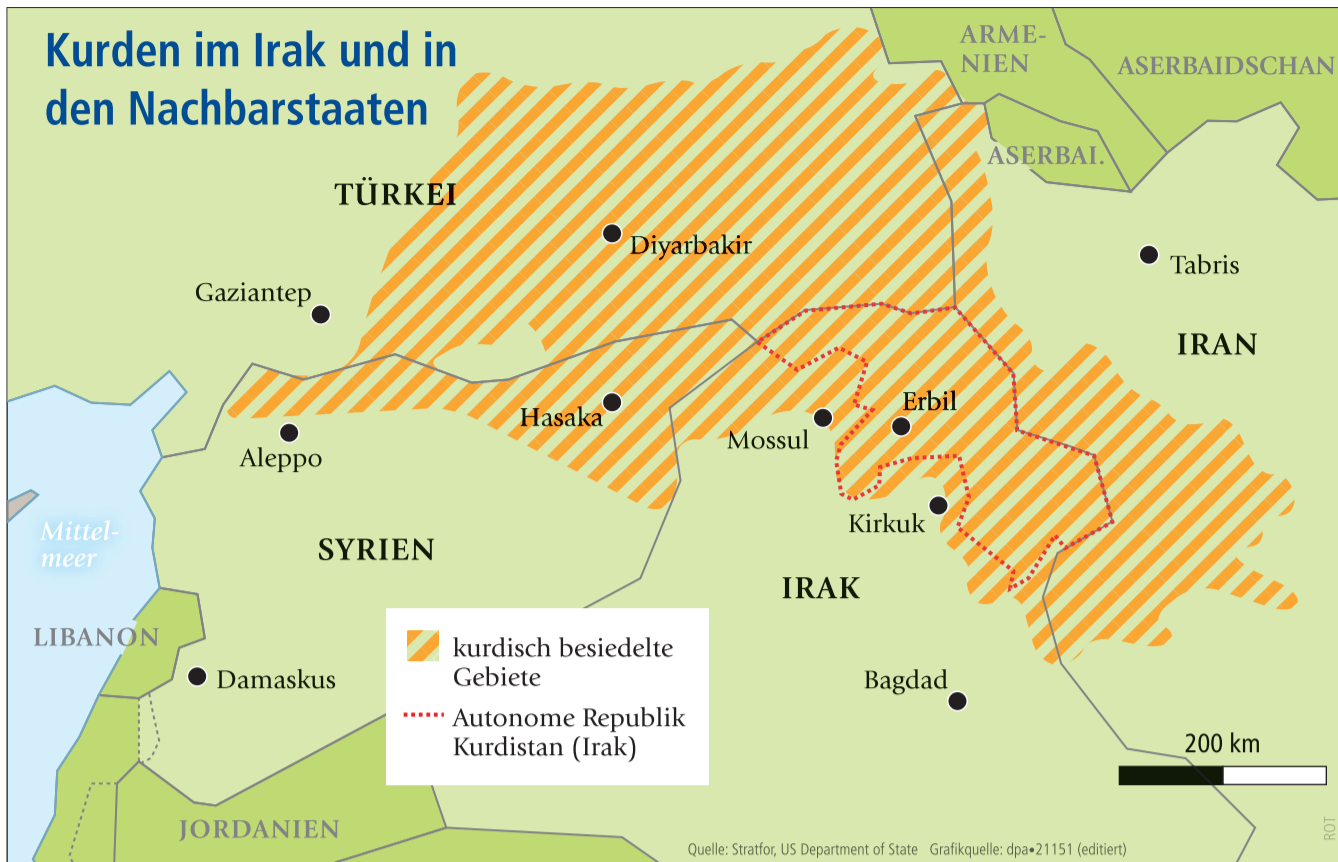 Kurden im Irak und in
den Nachbarstaaten
ARME-
NIEN
ASERBAIDSCHAN
ASERBAI.
TÜRKEI
Diyarbakir
Tabris
Gaziantep
IRAN
Hasaka
Erbil
Mossul
Aleppo
Kirkuk
Mittel-
meer
SYRIEN
IRAK
LIBANON
kurdisch besiedelte
Gebiete
Damaskus
Bagdad
Autonome Republik
Kurdistan (Irak)
200 km
JORDANIEN
Quelle: Stratfor, US Department of State Grafikquelle: dpa•21151 (editiert)
ROT